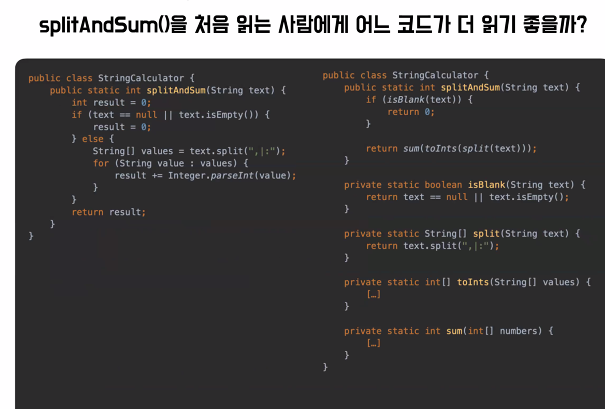 splitAndSum()을 처음 읽는 사람에게 어느 코드가 더 읽기 좋을까?
public class StringCalculator {
    public static int splitAndSum(String text) {
        int result = 0;
        if (text == null || text.isEmpty()) {
            result = 0;
        } else {
            String[] values = text.split(",|:");
            for (String value : values) {
                result += Integer.parseInt(value);
            }
        }
        return result;
    }
}
public class StringCalculator {
    public static int splitAndSum(String text) {
        if (isBlank(text)) {
            return 0;
        }
        return sum(toInts(split(text)));
    }
    private static boolean isBlank(String text) {
        return text == null || text.isEmpty();
    }
    private static String[] split(String text) {
        return text.split(",|:");
    }
    private static int[] toInts(String[] values) {
        […]
    }
    private static int sum(int[] numbers) {
        […]
    }
}